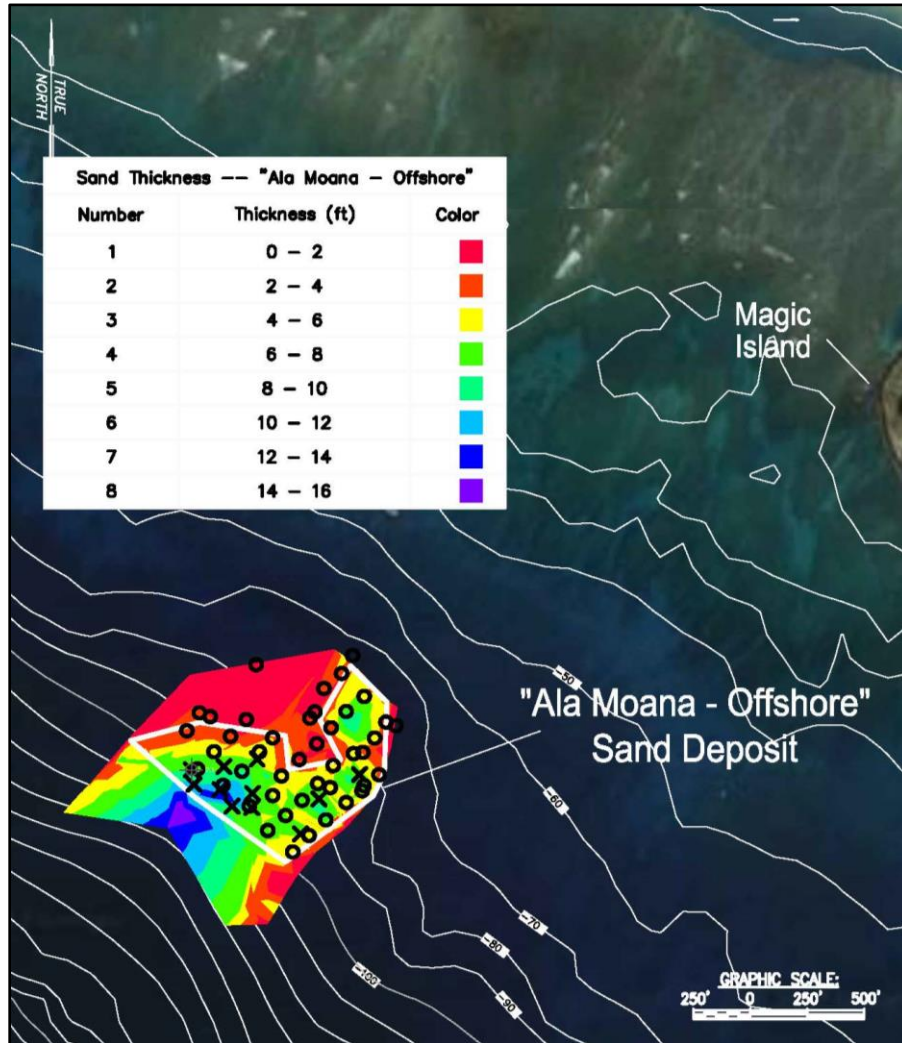 TRUE
NORTH
Sand Thickness -- "Ala Moana - Offshore"
Number Thickness (ft) Color
1 0 - 2
2 2 - 4
3 4 - 6
4 6 - 8
5 8 - 10
6 10 - 12
7 12 - 14
8 14 - 16
Magic
Island
-50
"Ala Moana - Offshore"
Sand Deposit
-60
-70
-80
-90
-100
GRAPHIC SCALE:
250' 0 250' 500'